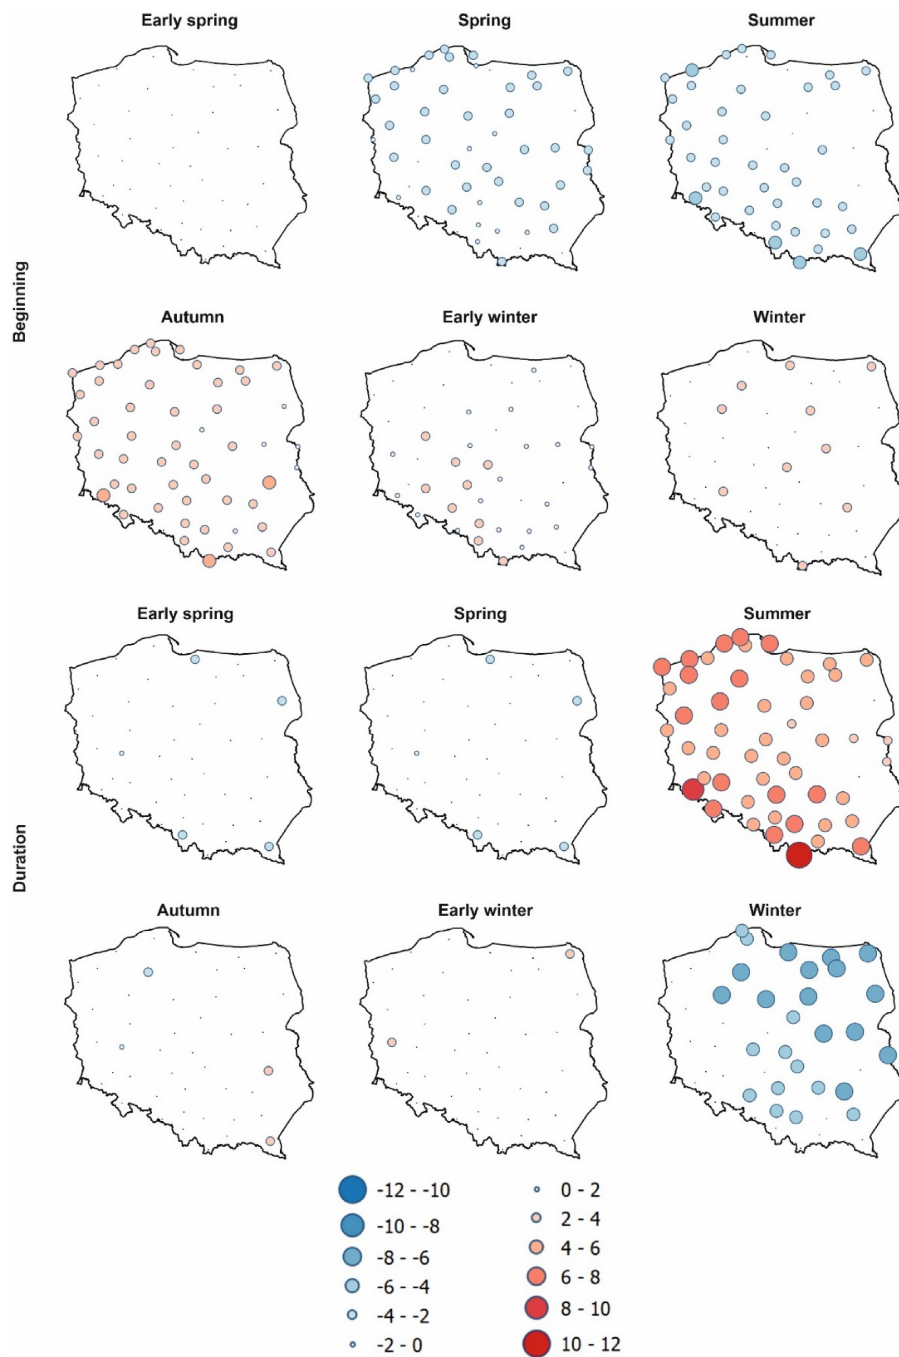 Early spring Spring Summer
Beginning
Autumn Early winter Winter
Early spring Spring Summer
Duration
Autumn Early winter Winter
-12 - -10 0 - 2
-10 - -8 2 - 4
-8 - -6 4 - 6
-6 - -4 6 - 8
-4 - -2 8 - 10
-2 - 0 10 - 12